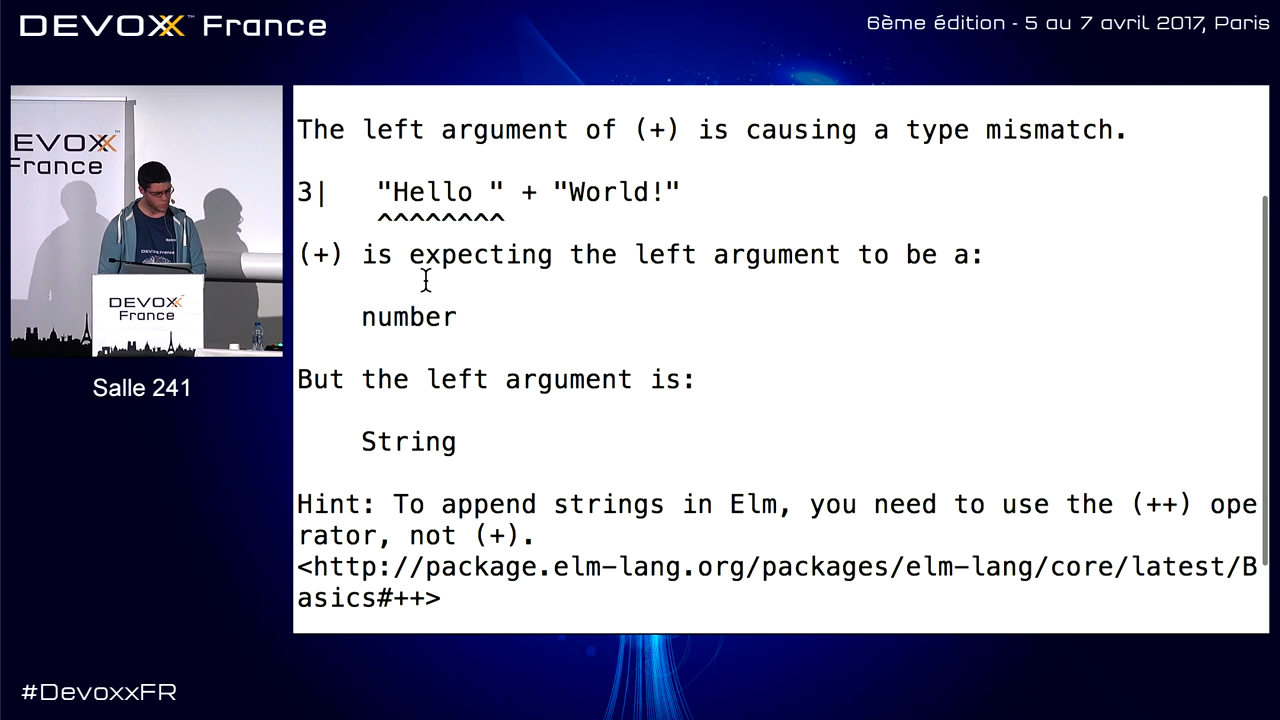 DEVOXX™ France
6ème édition - 5 au 7 avril 2017, Paris
EVOXX™
France
DEVOXX
France
Salle 241
The left argument of (+) is causing a type mismatch.
3|   "Hello " + "World!"
^^^^^^^^
(+) is expecting the left argument to be a:
number
But the left argument is:
String
Hint: To append strings in Elm, you need to use the (++) ope
rator, not (+).
<http://package.elm-lang.org/packages/elm-lang/core/latest/B
asics#++>
#DevoxxFR